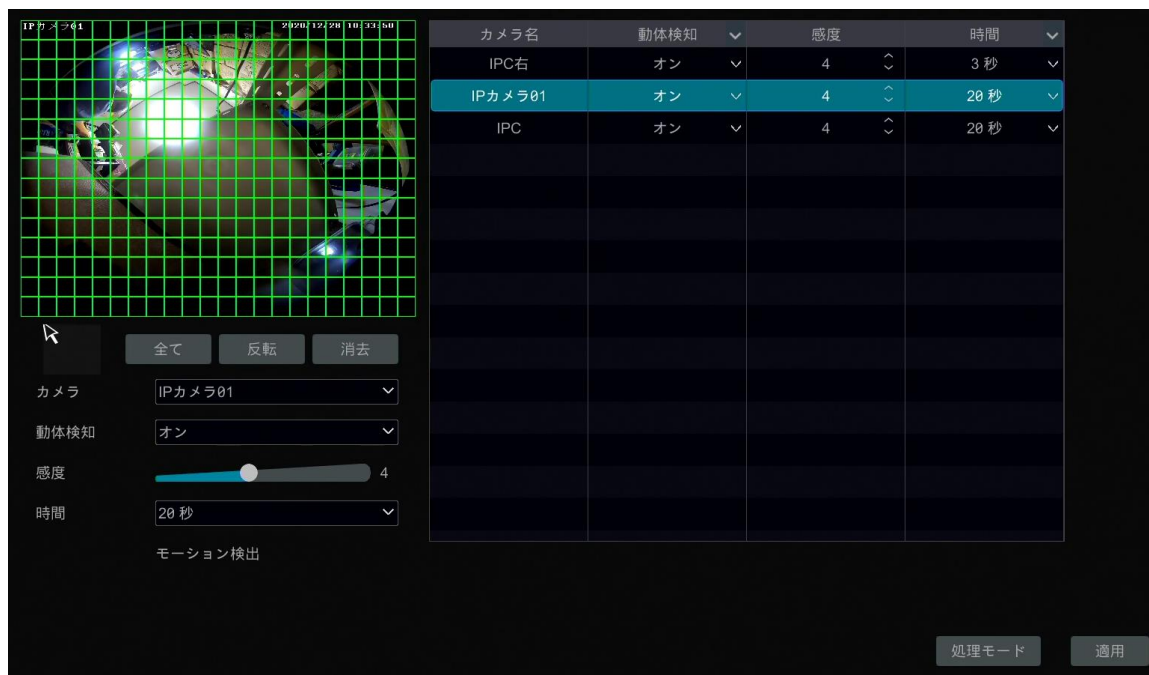 IPカメラ01 2020/12/28 10:33:50
カメラ名 動体検知 感度 時間
IPC右 オン 4 3 秒
IPカメラ01 オン 4 20 秒
IPC オン 4 20 秒
全て 反転 消去
カメラ IPカメラ01
動体検知 オン
感度 4
時間 20 秒
モーション検出
処理モード 適用